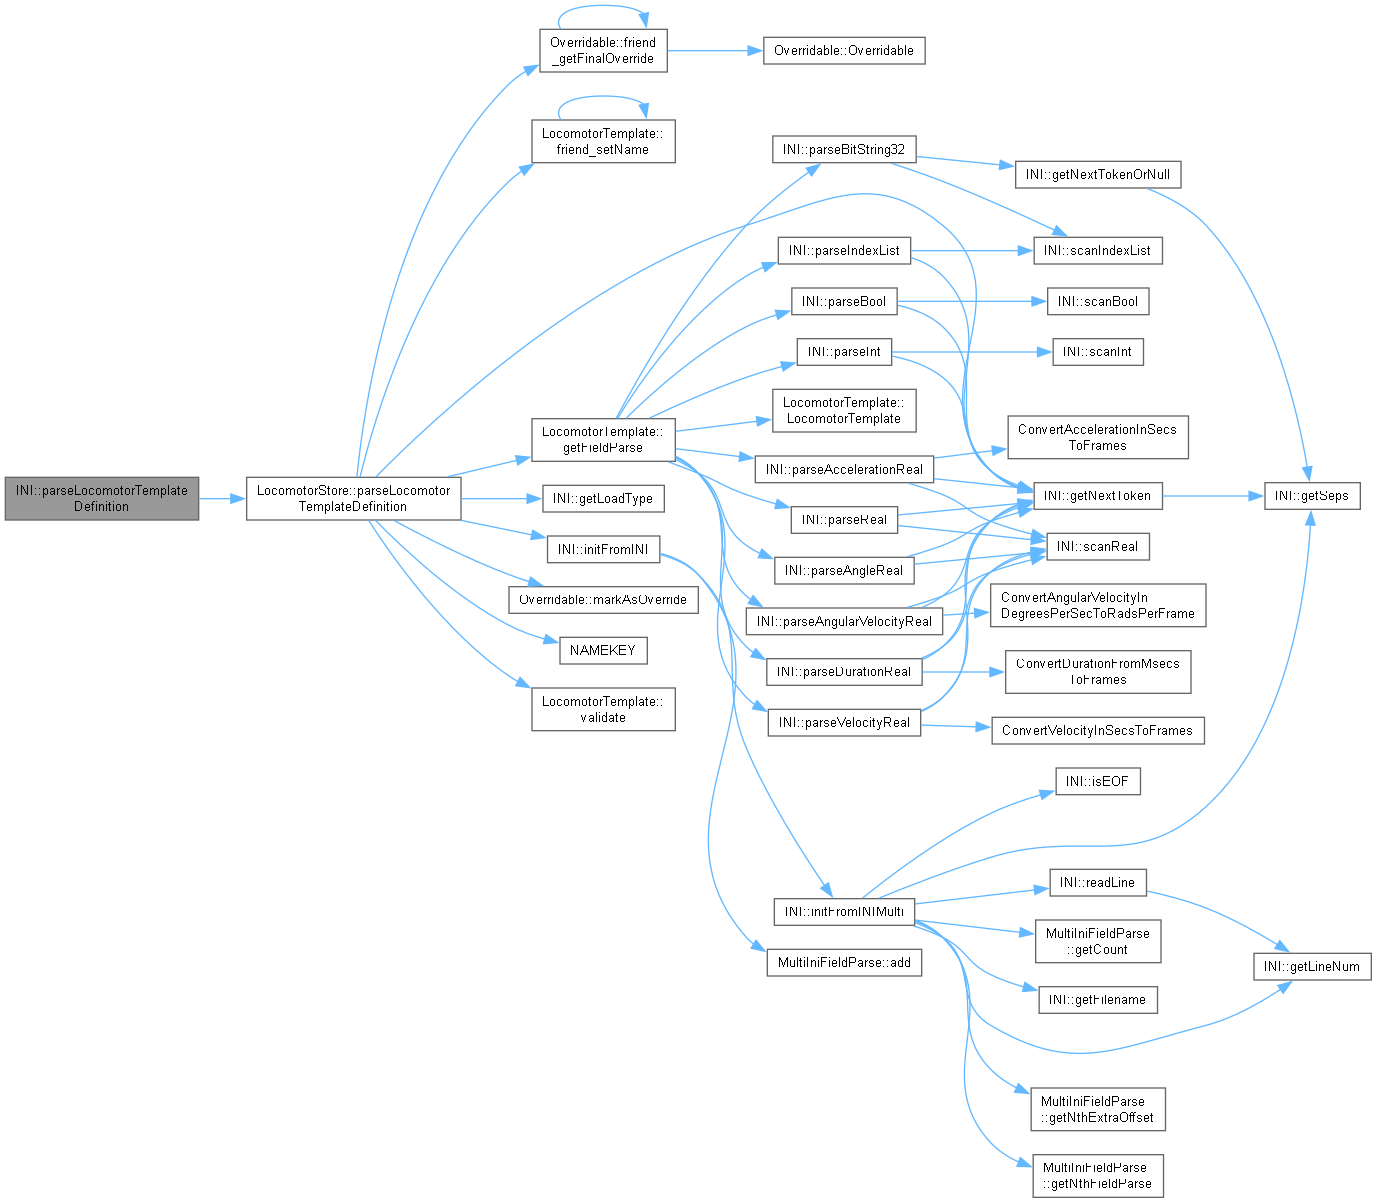 INI::parseLocomotorTemplate
Definition
LocomotorStore::parseLocomotor
TemplateDefinition
Overridable::friend
_getFinalOverride
LocomotorTemplate::
friend_setName
LocomotorTemplate::
getFieldParse
INI::getLoadType
INI::initFromINI
Overridable::markAsOverride
NAMEKEY
LocomotorTemplate::
validate
Overridable::Overridable
INI::parseBitString32
INI::parseIndexList
INI::parseBool
INI::parseInt
LocomotorTemplate::
LocomotorTemplate
INI::parseAccelerationReal
INI::parseReal
INI::parseAngleReal
INI::parseAngularVelocityReal
INI::parseDurationReal
INI::parseVelocityReal
INI::initFromINIMulti
MultiIniFieldParse::add
INI::getNextTokenOrNull
INI::scanIndexList
INI::scanBool
INI::scanInt
ConvertAccelerationInSecs
ToFrames
INI::getNextToken
INI::scanReal
ConvertAngularVelocityIn
DegreesPerSecToRadsPerFrame
ConvertDurationFromMsecs
ToFrames
ConvertVelocityInSecsToFrames
INI::isEOF
INI::readLine
MultiIniFieldParse
::getCount
INI::getFilename
MultiIniFieldParse
::getNthExtraOffset
MultiIniFieldParse
::getNthFieldParse
INI::getSeps
INI::getLineNum